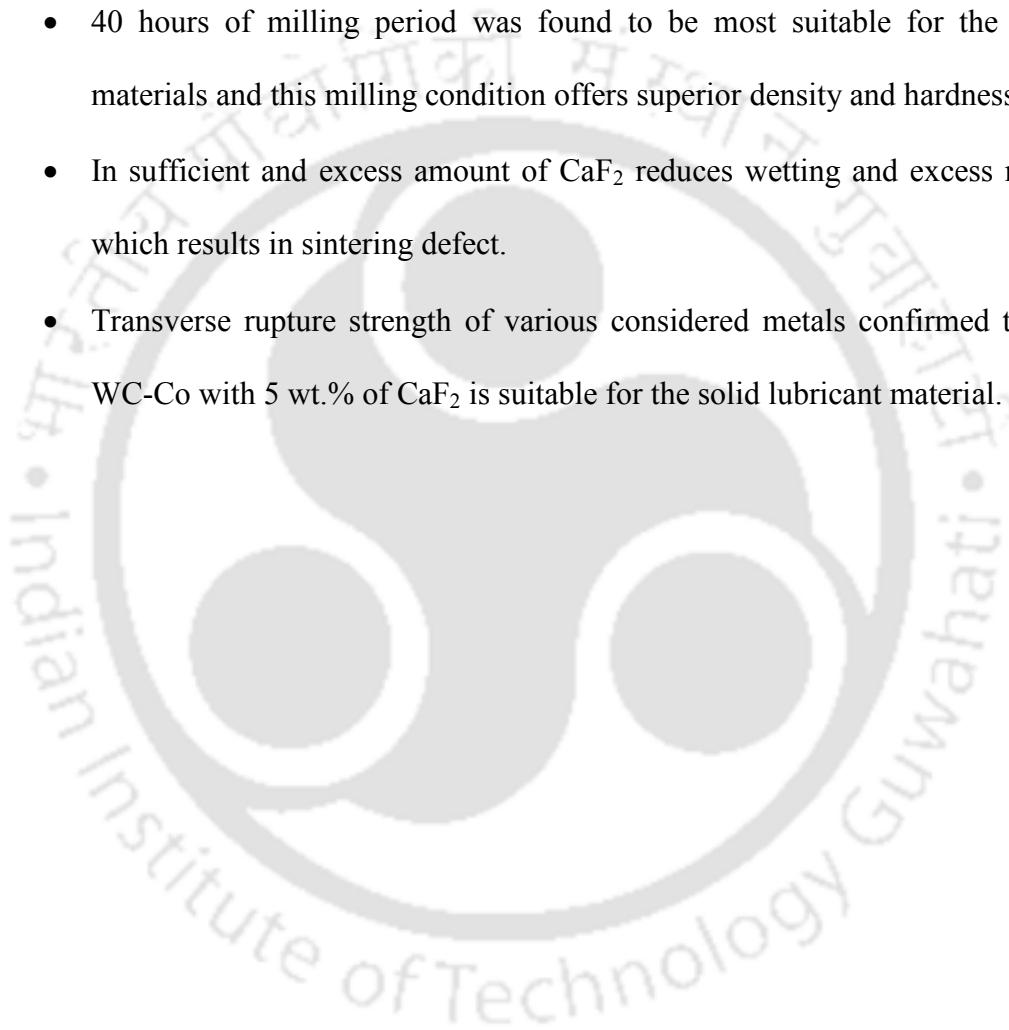 • 40 hours of milling period was found to be most suitable for the
materials and this milling condition offers superior density and hardness
• In sufficient and excess amount of CaF₂ reduces wetting and excess
which results in sintering defect.
• Transverse rupture strength of various considered metals confirmed
WC-Co with 5 wt.% of CaF₂ is suitable for the solid lubricant material.
भारतीय प्रौद्योगिकी संस्थान गुवाहाटी
Indian Institute of Technology Guwahati